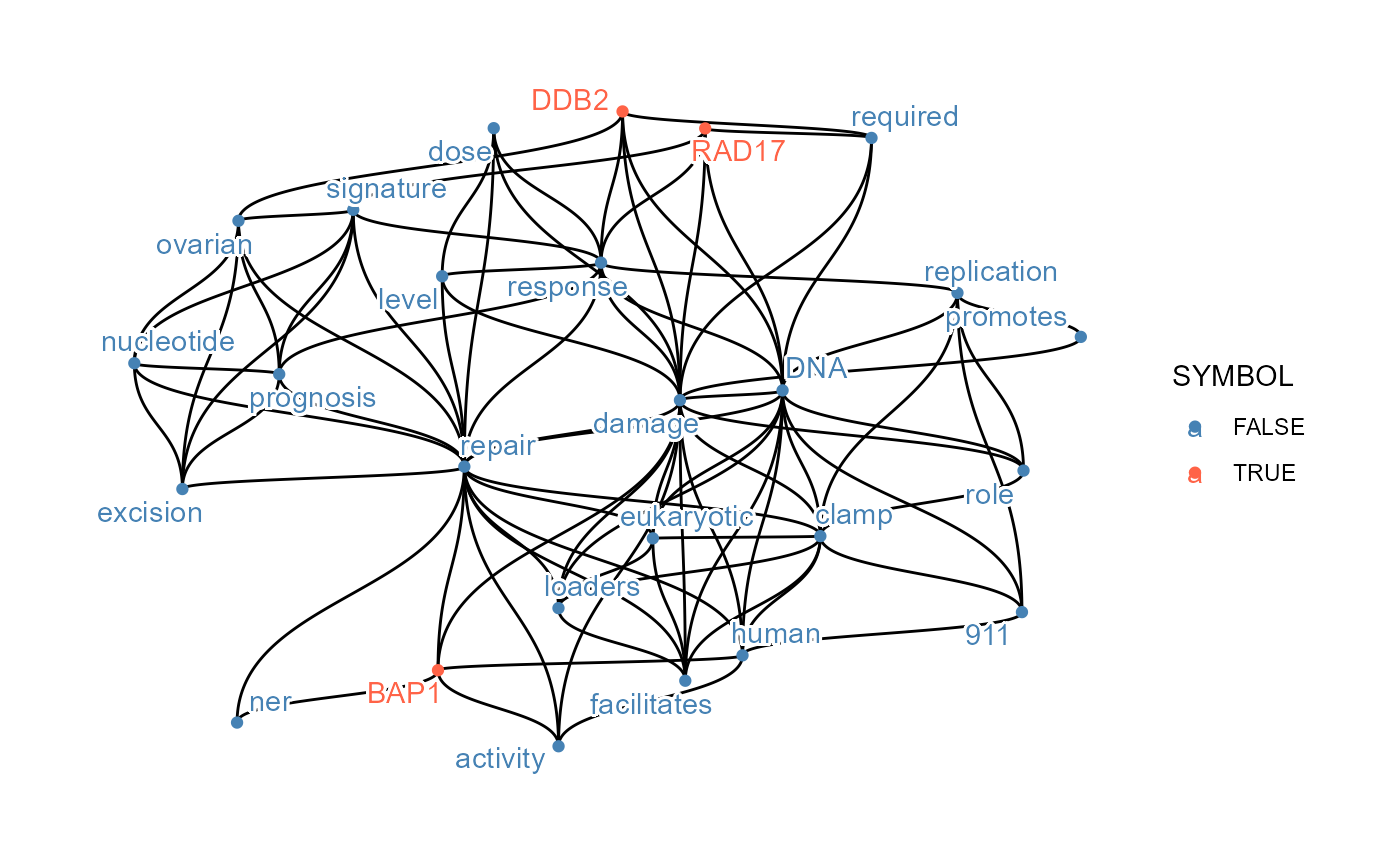 DDB2
required
dose
RAD17
signature
ovarian
replication
response
level
promotes
nucleotide
DNA
SYMBOL
prognosis
damage
a FALSE
repair
a TRUE
role
excision
eukaryotic
clamp
loaders
human
911
BAP1
ner
facilitates
activity